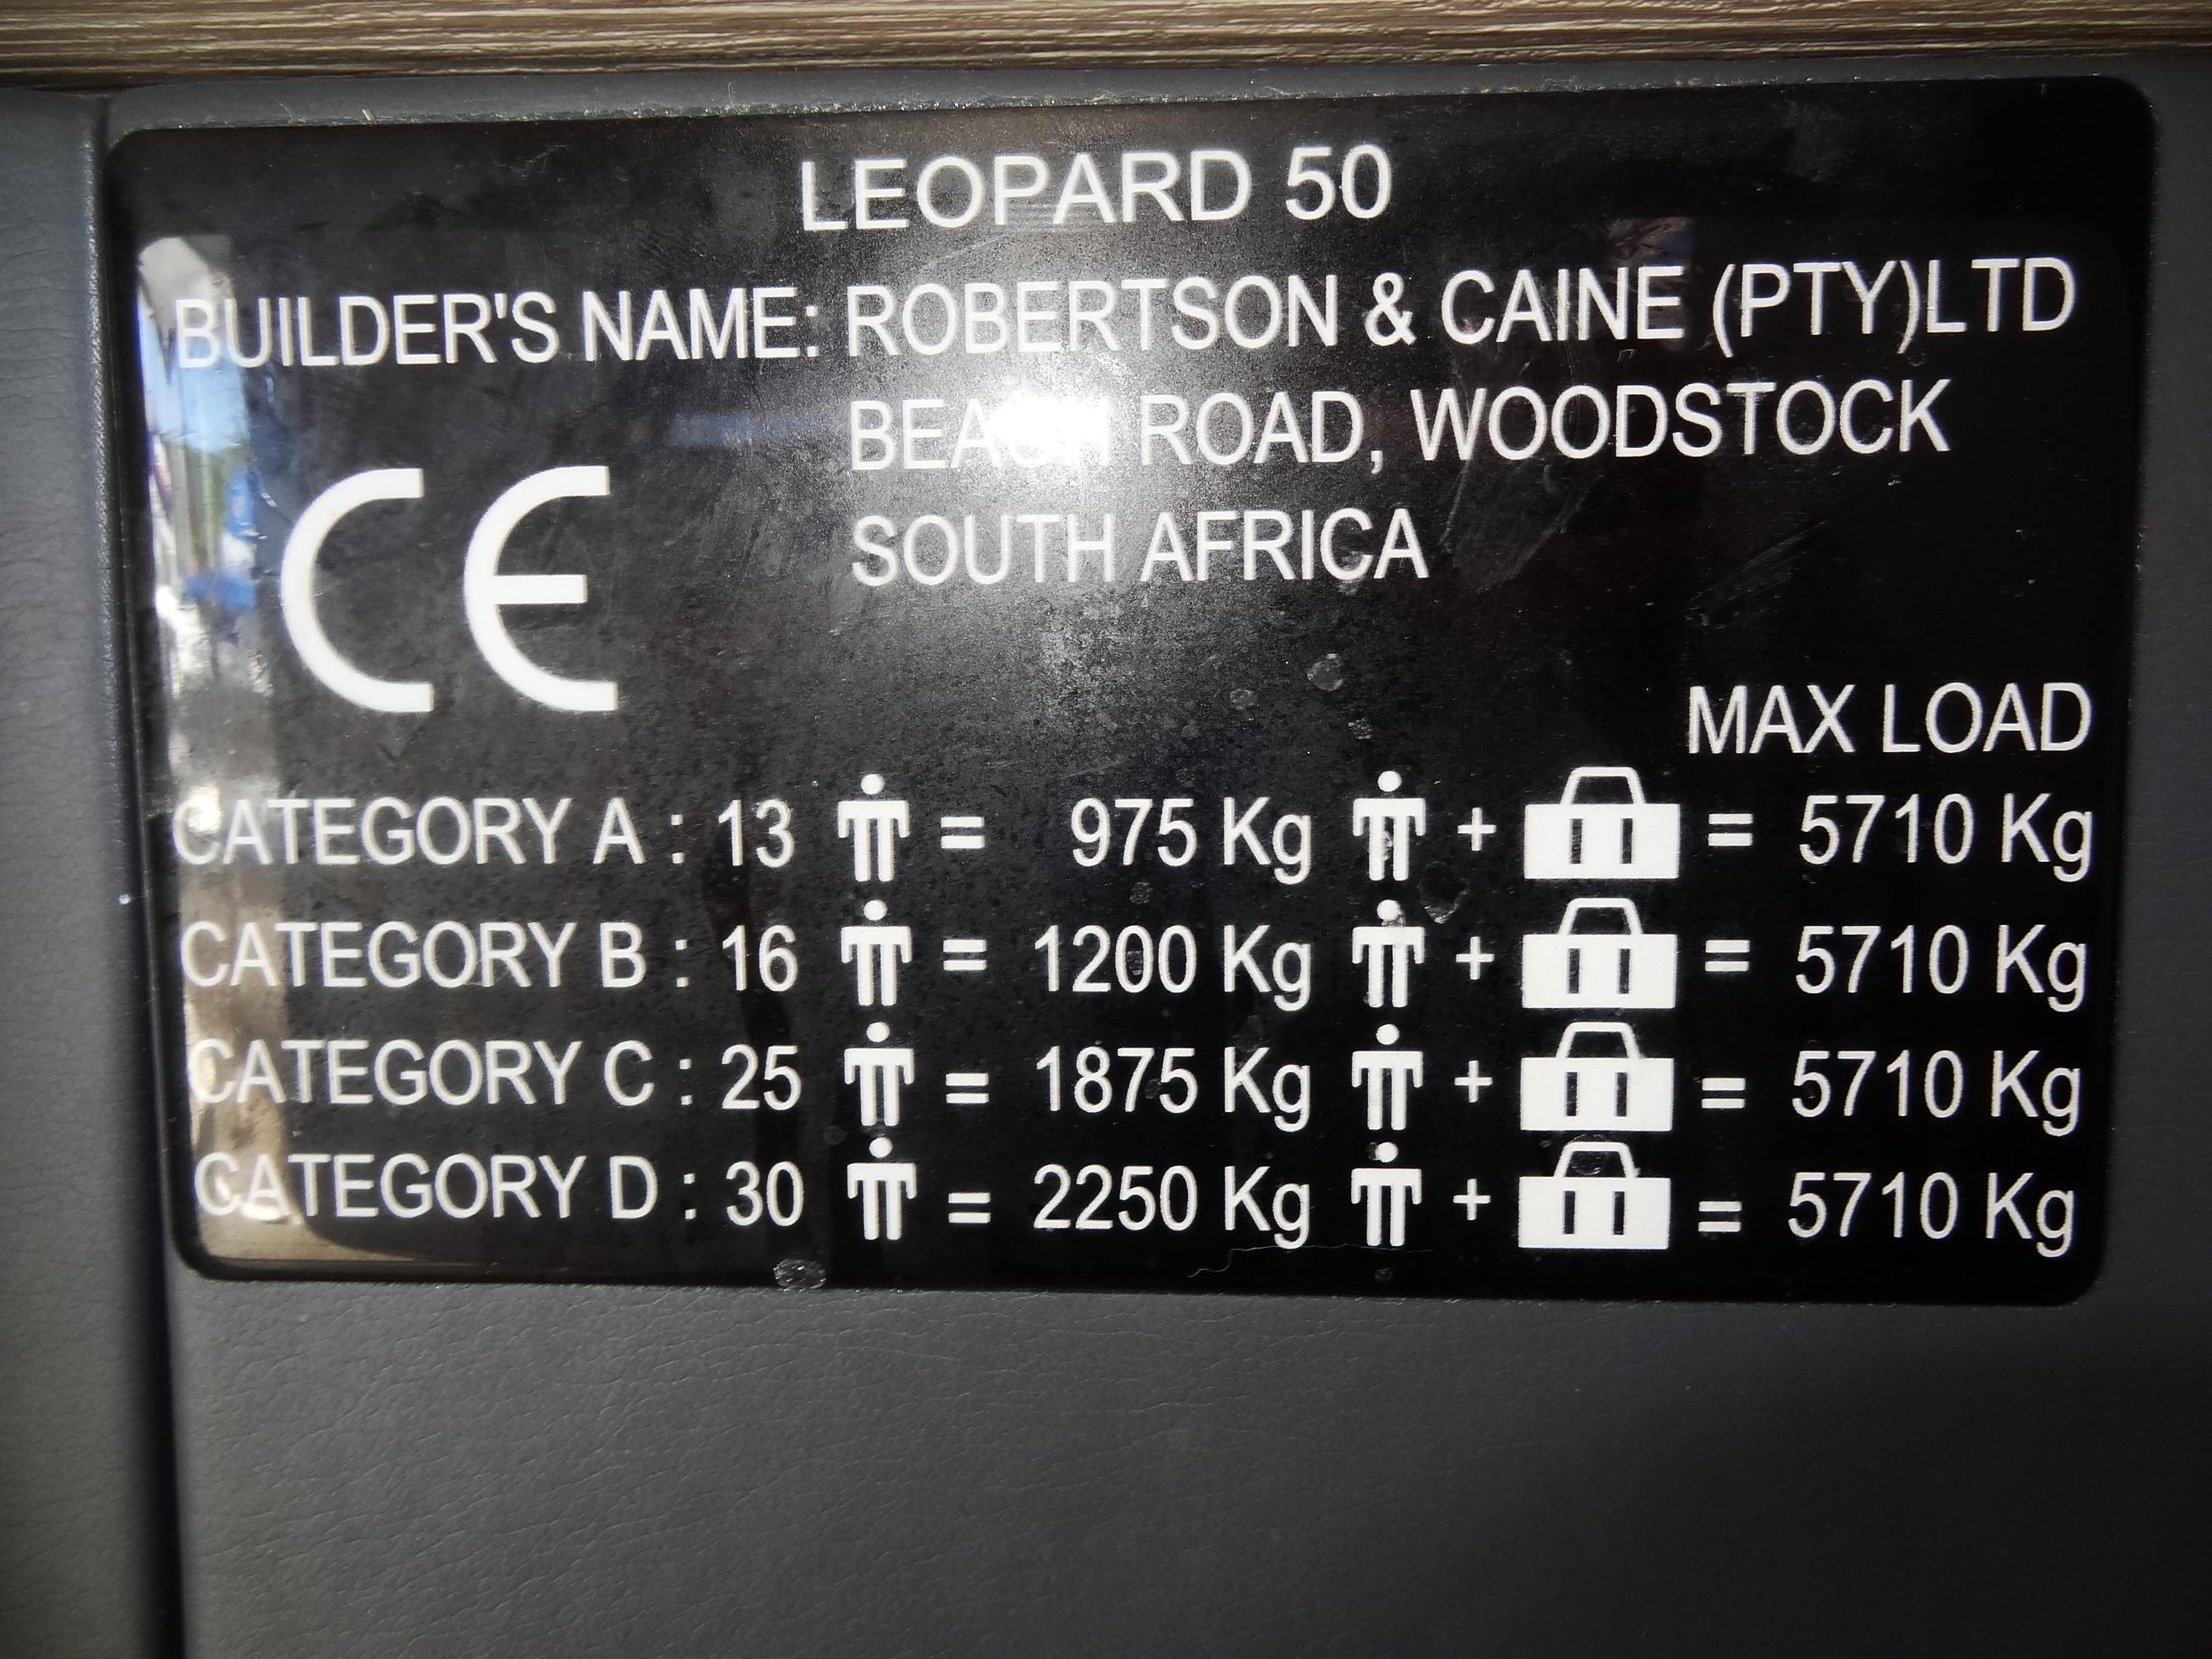 LEOPARD 50
BUILDER'S NAME: ROBERTSON & CAINE (PTY)LTD
BEACH ROAD, WOODSTOCK
SOUTH AFRICA
CE
MAX LOAD
CATEGORY A : 13 = 975 Kg + = 5710 Kg
CATEGORY B : 16 = 1200 Kg + = 5710 Kg
CATEGORY C : 25 = 1875 Kg + = 5710 Kg
CATEGORY D : 30 = 2250 Kg + = 5710 Kg